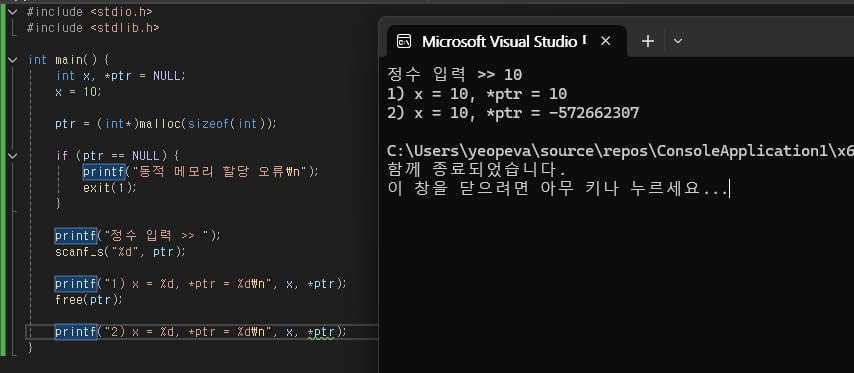 #include <stdio.h>
#include <stdlib.h>
int main() {
int x, *ptr = NULL;
x = 10;
ptr = (int*)malloc(sizeof(int));
if (ptr == NULL) {
printf("동적 메모리 할당 오류₩n");
exit(1);
}
printf("정수 입력 >> ");
scanf_s("%d", ptr);
printf("1) x = %d, *ptr = %d₩n", x, *ptr);
free(ptr);
printf("2) x = %d, *ptr = %d₩n", x, *ptr);
}
Microsoft Visual Studio
정수 입력 >> 10
1) x = 10, *ptr = 10
2) x = 10, *ptr = -572662307
C:\Users\yeopeva\source\repos\ConsoleApplication1\x6
함께 종료되었습니다.
이 창을 닫으려면 아무 키나 누르세요...